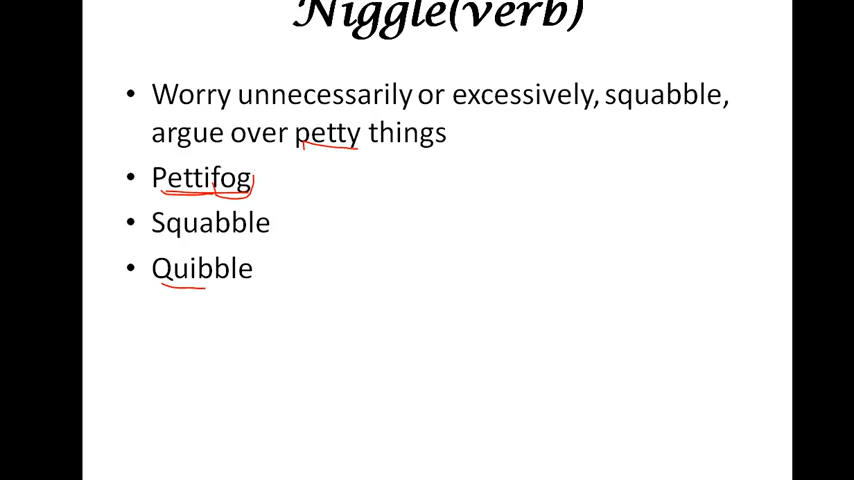 Niggle(verb)
• Worry unnecessarily or excessively, squabble,
argue over petty things
• Pettifog
• Squabble
• Quibble